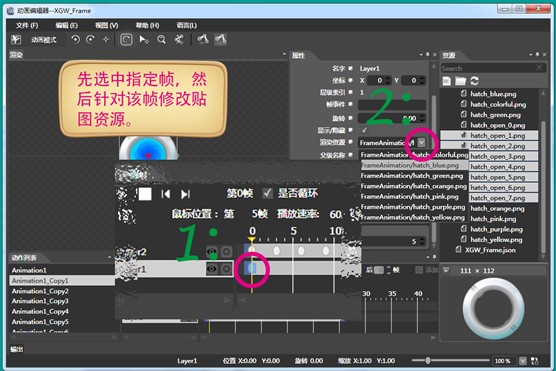 动画编辑器--XGW_Frame
文件 (F) 编辑 (E) 视图 (V) 帮助 (H) 语言(L)
动画模式
渲染
先选中指定帧，然
后针对该帧修改贴
图资源。
属性
名字 Layer1
坐标 X 0 Y 0
层级索引 1
帧事件
旋转 0.00
显示/隐藏
渲染资源 FrameAnimation/l
父级名称
FrameAnimation/hatch_colorful.png
FrameAnimation/hatch_blue.png
FrameAnimation/hatch_green.png
FrameAnimation/hatch_orange.png
FrameAnimation/hatch_pink.png
FrameAnimation/hatch_purple.png
FrameAnimation/hatch_yellow.png
5
2:
资源
Search
hatch_blue.png
hatch_colorful.png
hatch_green.png
hatch_open_0.png
hatch_open_1.png
hatch_open_2.png
hatch_open_3.png
hatch_open_4.png
hatch_open_5.png
hatch_open_6.png
hatch_open_7.png
hatch_orange.png
hatch_pink.png
hatch_purple.png
hatch_yellow.png
XGW_Frame.json
111 x 112
第0帧 是否循环
鼠标位置: 第 5帧 播放速率: 60.
0 5 10
1:
后 3 帧
30 35 40
动作列表
Animation1
Animation1_Copy1
Animation1_Copy2
Animation1_Copy3
Animation1_Copy4
Animation1_Copy5
Animation1_Copy6
输出
Layer1 位置 X:0.00 Y:0.00 旋转 0.00 缩放 X:1.00 Y:1.00 100 %